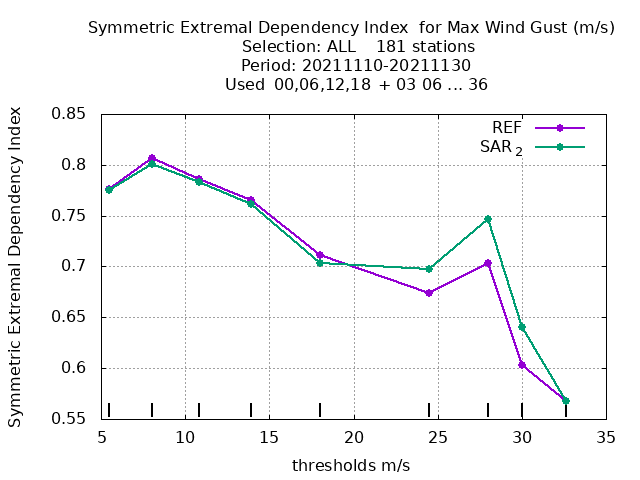 Symmetric Extremal Dependency Index  for Max Wind Gust (m/s)
Selection: ALL    181 stations
Period: 20211110-20211130
Used  00,06,12,18  + 03 06 ... 36
Symmetric Extremal Dependency Index
0.85
0.8
0.75
0.7
0.65
0.6
0.55
REF
SAR 2
5 10 15 20 25 30 35
thresholds m/s